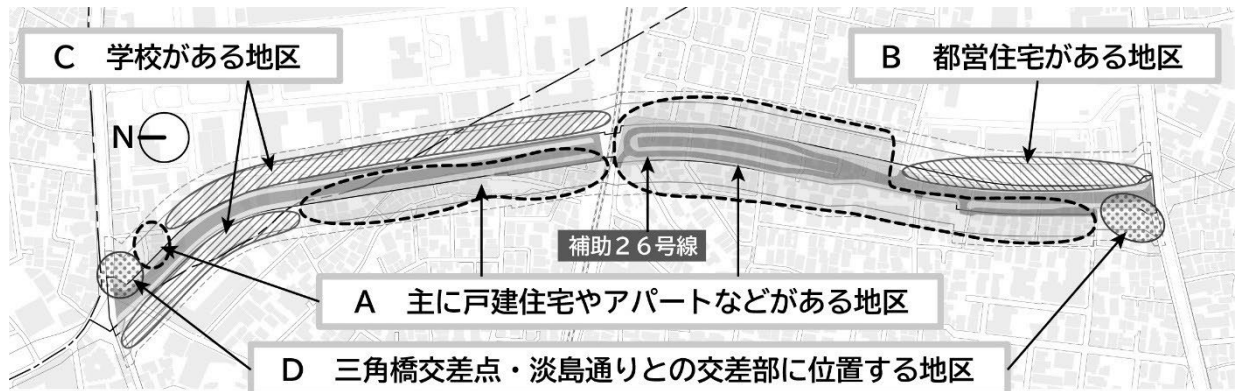 C 学校がある地区
B 都営住宅がある地区
N
補助２６号線
A 主に戸建住宅やアパートなどがある地区
D 三角橋交差点・淡島通りとの交差部に位置する地区